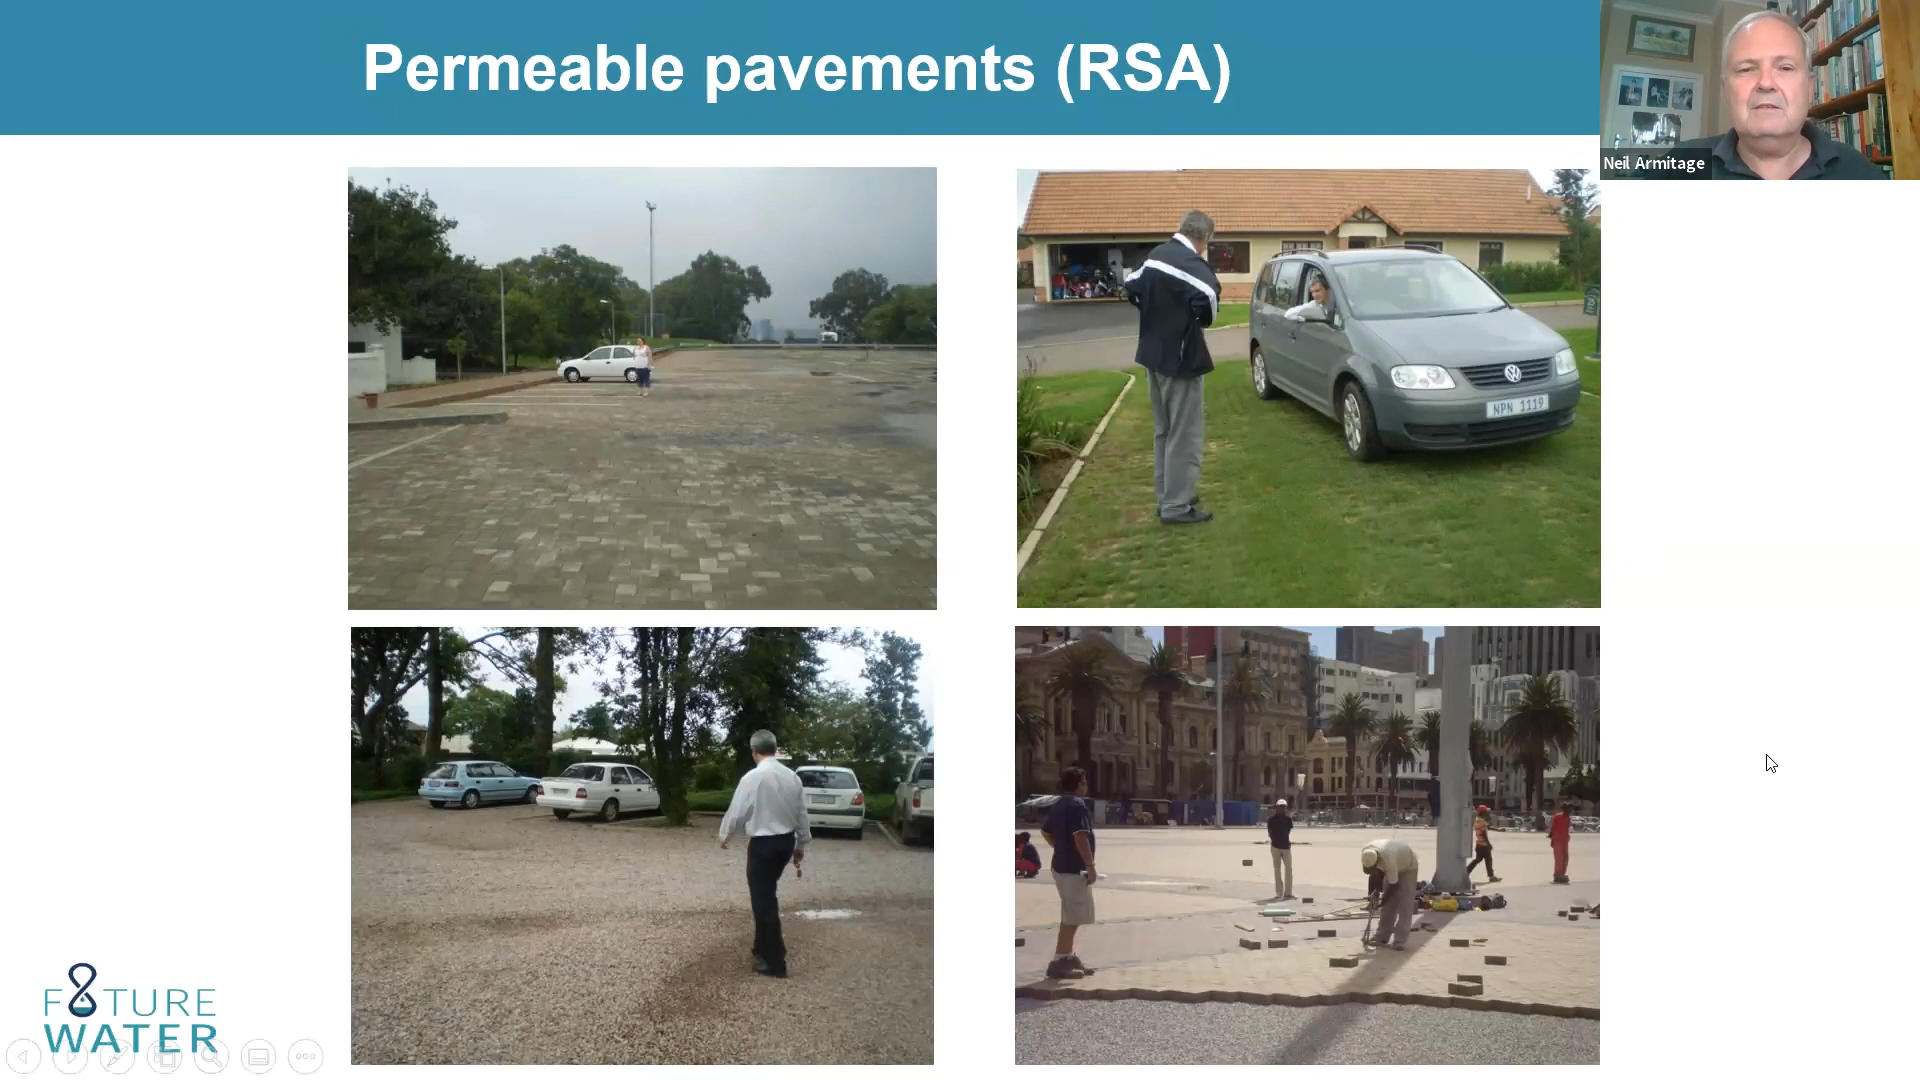 Permeable pavements (RSA)
Neil Armitage
NPN 1119
FUTURE
WATER